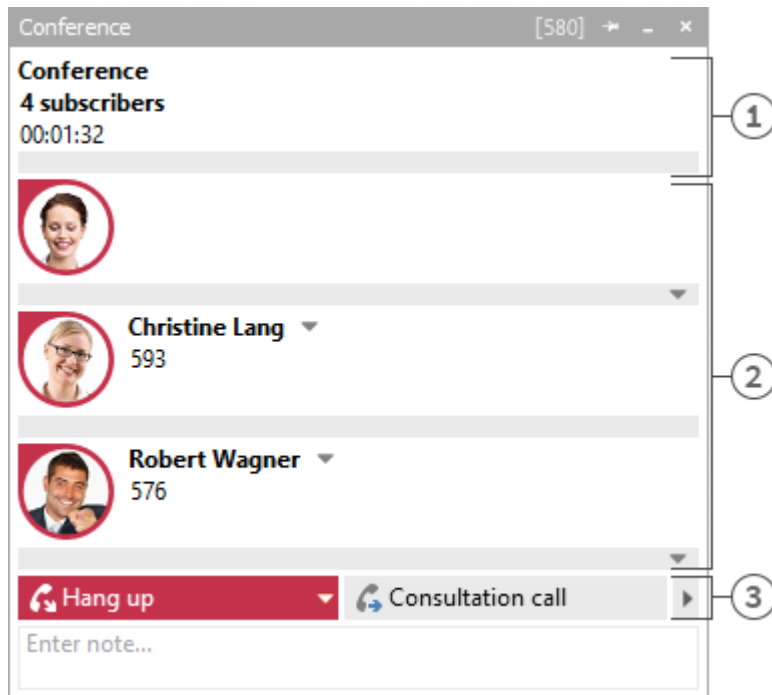 Conference [580]
Conference
4 subscribers
00:01:32
1
Christine Lang
593
2
Robert Wagner
576
Hang up Consultation call
3
Enter note...